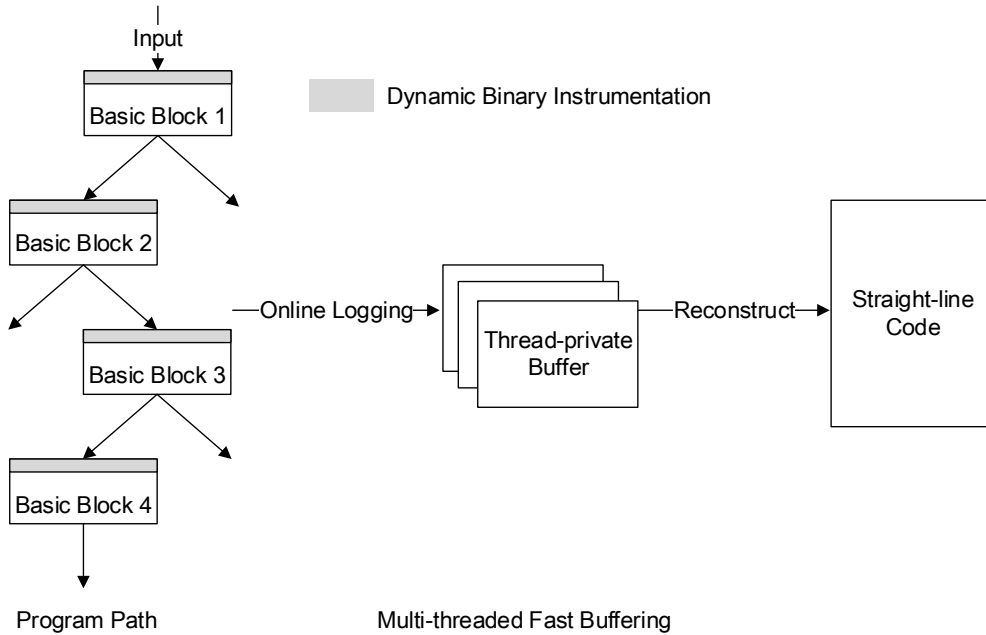 Input
Basic Block 1
Dynamic Binary Instrumentation
Basic Block 2
Basic Block 3
Basic Block 4
Online Logging
Thread-private
Buffer
Reconstruct
Straight-line
Code
Program Path
Multi-threaded Fast Buffering